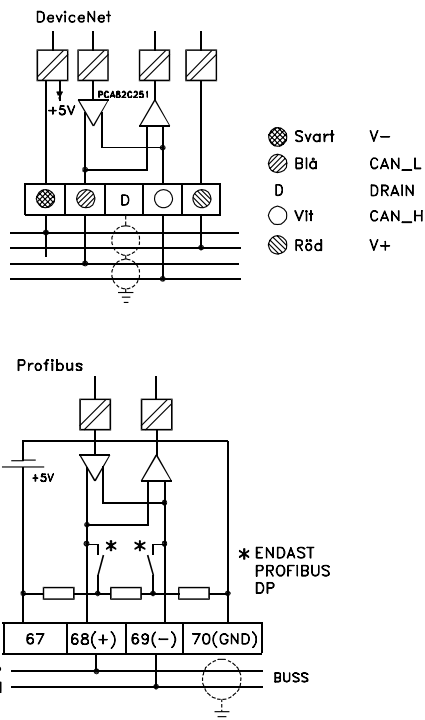 DeviceNet
PCA82C251
+5V
Svart V-
Blå CAN_L
D DRAIN
Vit CAN_H
Röd V+
D
Profibus
+5V
* *
* ENDAST
PROFIBUS
DP
67 68(+) 69(-) 70(GND)
BUSS